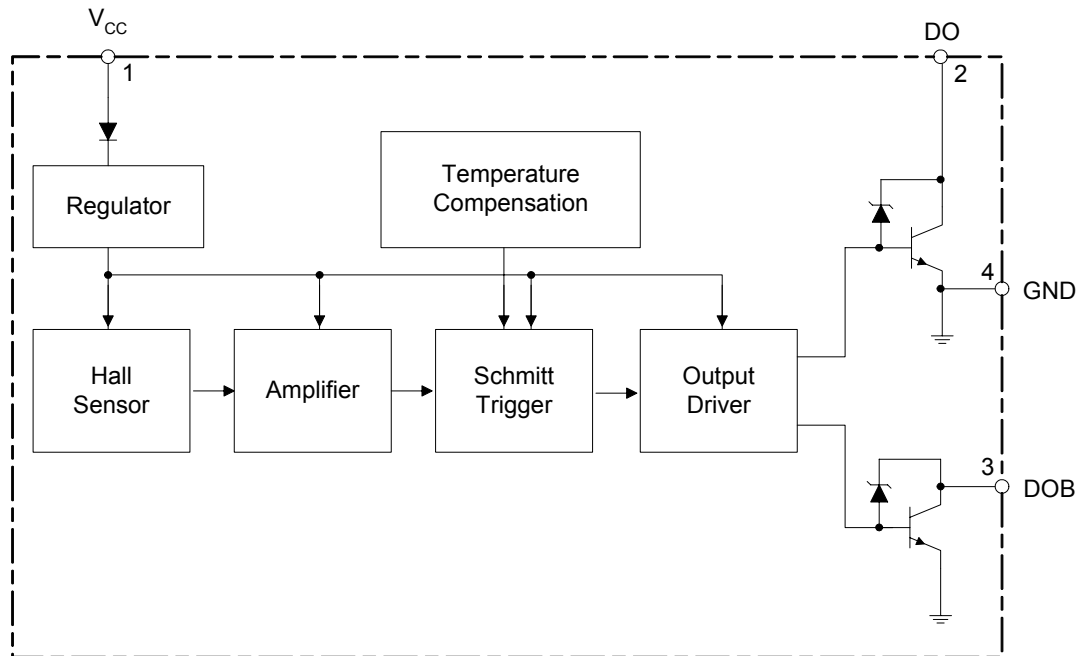 VCC
DO
1
2
Temperature
Compensation
Regulator
4
GND
Hall
Sensor
Amplifier
Schmitt
Trigger
Output
Driver
3
DOB